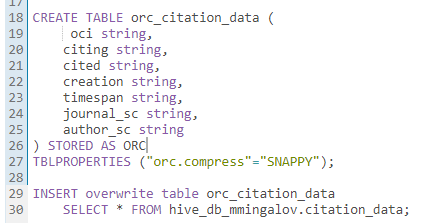 17
18 CREATE TABLE orc_citation_data (
19 oci string,
20 citing string,
21 cited string,
22 creation string,
23 timespan string,
24 journal_sc string,
25 author_sc string
26 ) STORED AS ORC
27 TBLPROPERTIES ("orc.compress"="SNAPPY");
28
29 INSERT overwrite table orc_citation_data
30 SELECT * FROM hive_db_mmingalov.citation_data;